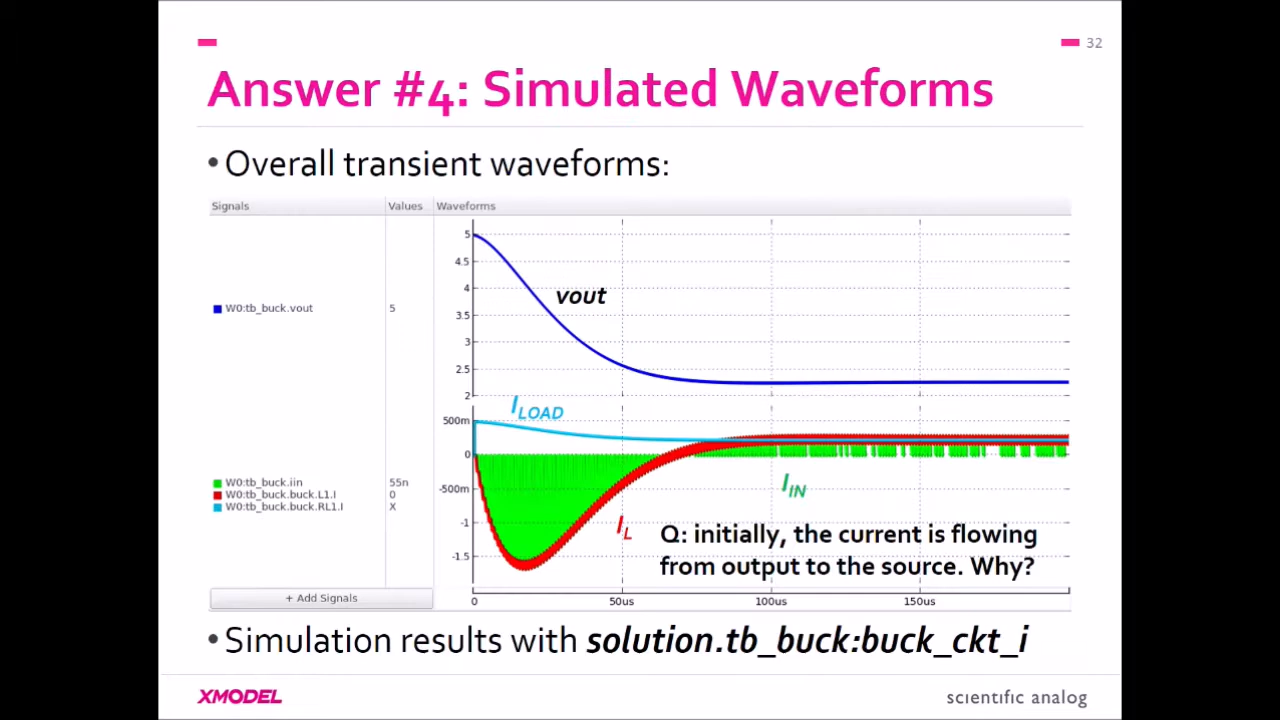 32
Answer #4: Simulated Waveforms
• Overall transient waveforms:
Signals Values Waveforms
5
4.5
4
3.5
3
2.5
2
vout
W0:tb_buck.vout 5
I LOAD
500m
0
-500m
-1
-1.5
W0:tb_buck.iin 55n
W0:tb_buck.buck.L1.I 0
W0:tb_buck.buck.RL1.I X
I IN
I L
Q: initially, the current is flowing
from output to the source. Why?
+ Add Signals
0 50us 100us 150us
• Simulation results with solution.tb_buck:buck_ckt_i
XMODEL
scientific analog